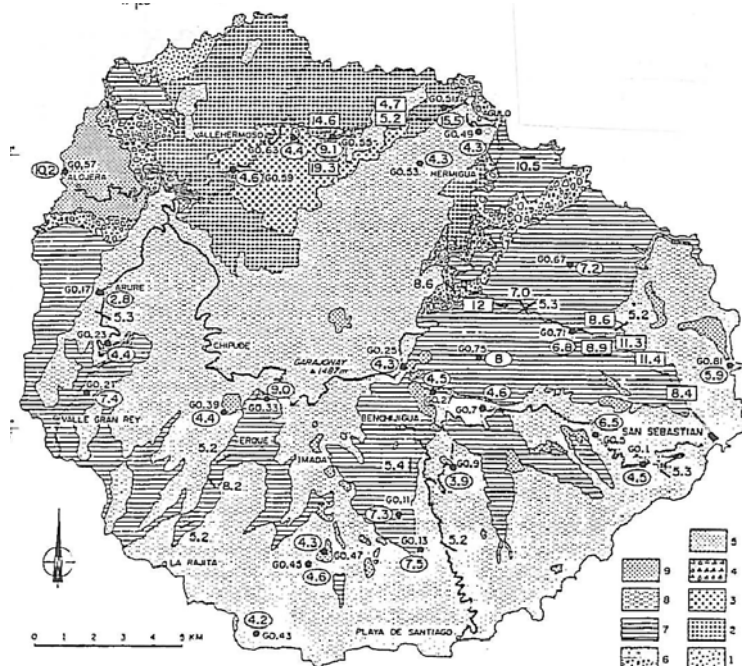 14.6
4.7
5.2
GO.51
15.5
VALLEHERMOSO
GO.63
4.4
9.1
GO.55
GO.49
4.3
10.2
GO.57
ALOJERA
4.6
GO.59
19.3
GO.53
4.3
HERMIGUA
10.5
GO.67
7.2
GO.17
ARURE
2.8
8.6
12
7.0
5.3
5.3
8.6
5.2
GO.23
4.4
CHIPUDE
GO.71
6.8
8.9
11.3
GARAJONAY
1487m
GO.25
4.3
GO.75
8
11.4
GO.81
5.9
GO.21
7.4
9.0
4.5
4.6
8.4
VALLE GRAN REY
GO.39
4.4
GO.33
GO.7
6.5
BENCHIJIGUA
SAN SEBASTIAN
ERQUE
GO.5
5.2
IMADA
5.4
GO.9
GO.1
8.2
3.9
4.5
5.3
GO.11
7.3
5.2
4.3
GO.47
GO.13
5.2
LA RAJITA
GO.45
4.6
7.5
4.2
GO.43
PLAYA DE SANTIAGO
0 1 2 3 4 5 KM
5
9 4
8 3
7 2
6 1